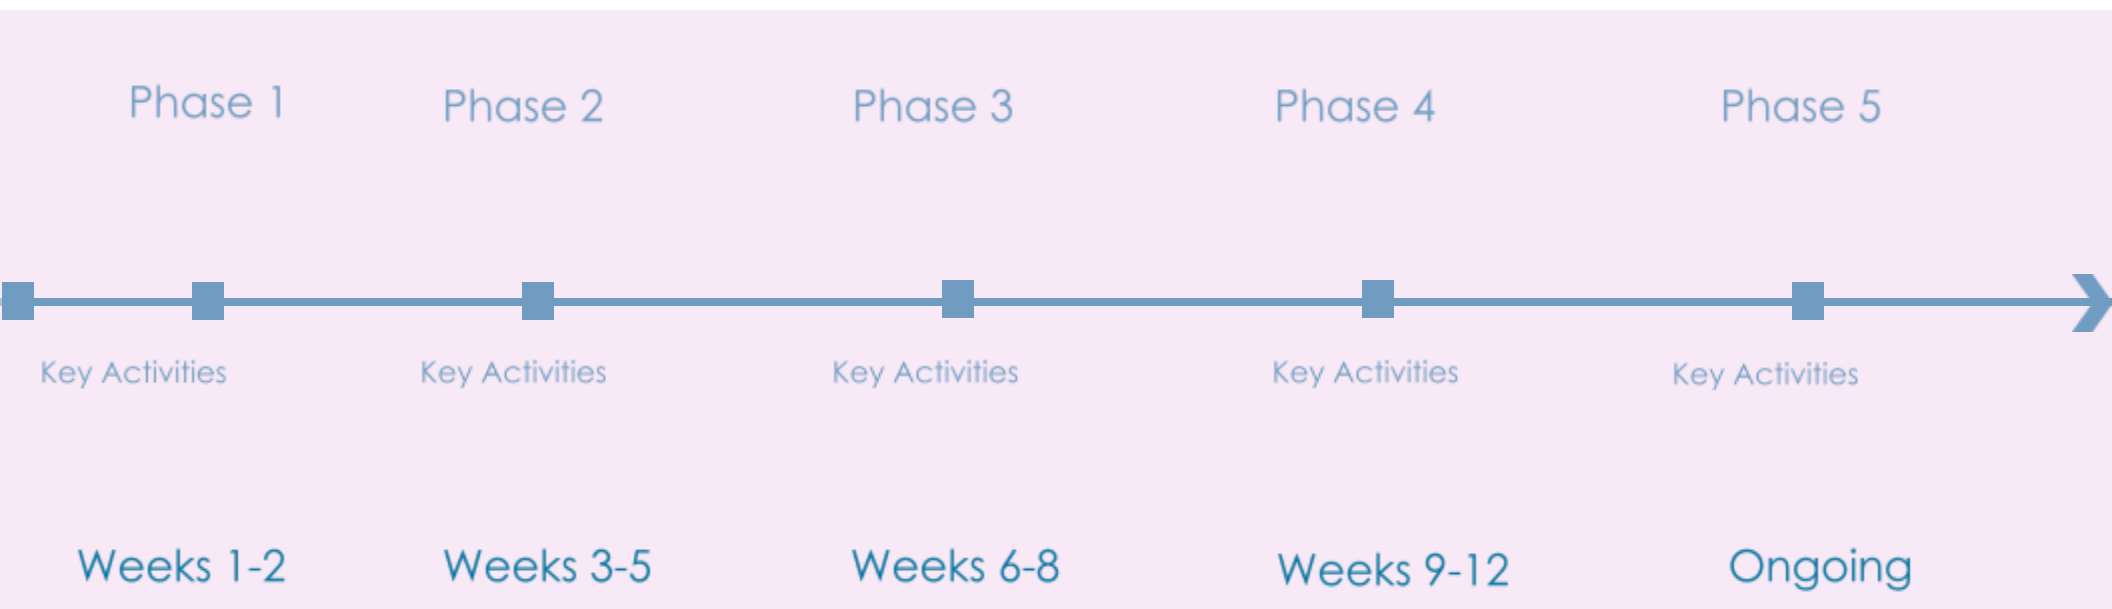 Phase 1
Phase 2
Phase 3
Phase 4
Phase 5
Key Activities
Key Activities
Key Activities
Key Activities
Key Activities
Weeks 1-2
Weeks 3-5
Weeks 6-8
Weeks 9-12
Ongoing